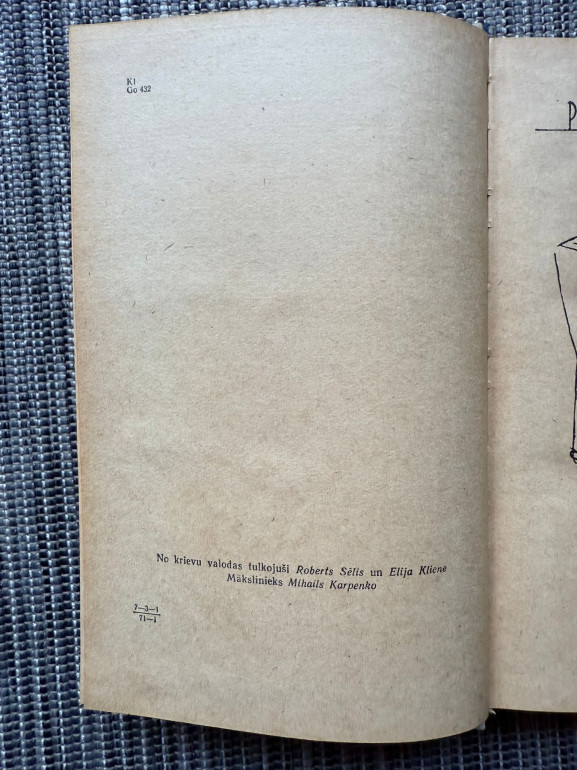 K1
Go 432
P
No krievu valodas tulkojuši Roberts Sēlis un Elija Kliene
Mākslinieks Mihails Karpenko
7—3—1
71—1